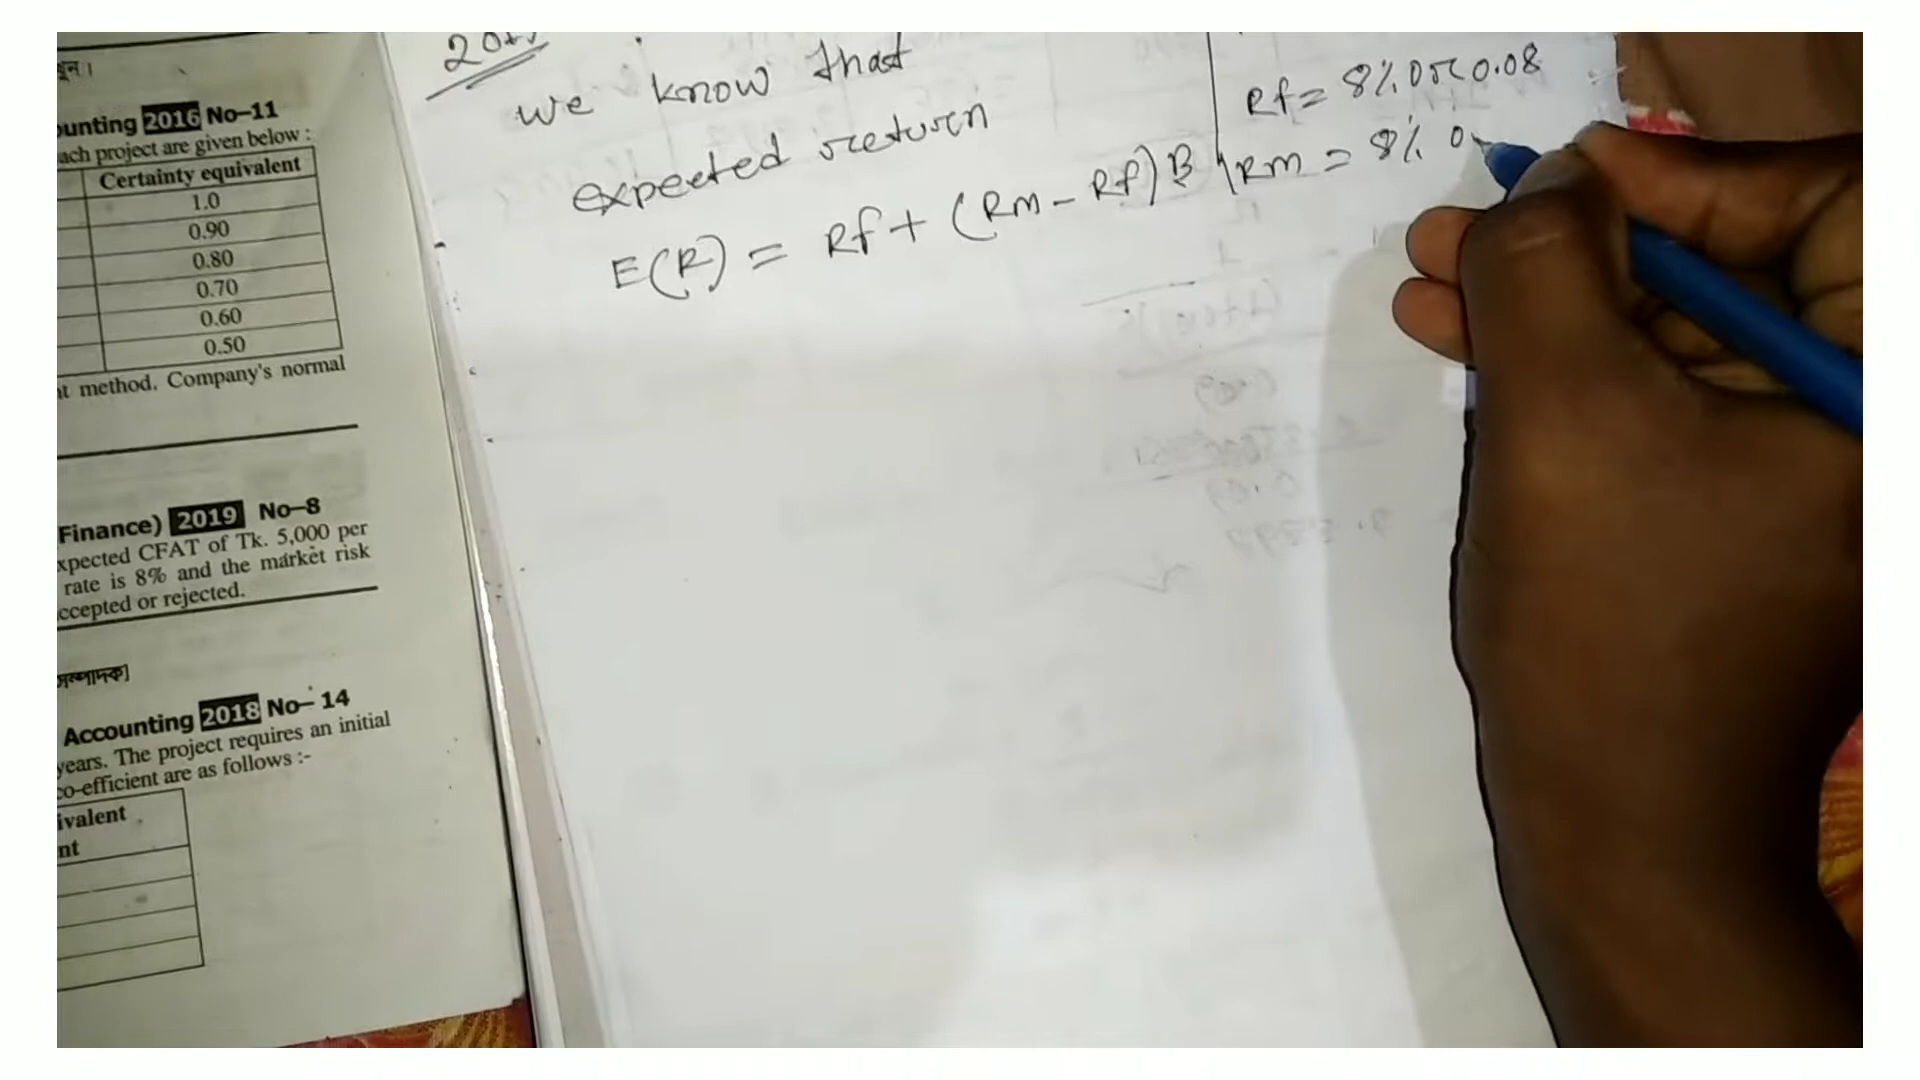 ounting 2016 No–11
ach project are given below :
Certainty equivalent
1.0
0.90
0.80
0.70
0.60
0.50
nt method. Company's normal
Finance) 2019 No–8
xpected CFAT of Tk. 5,000 per
rate is 8% and the market risk
ccepted or rejected.
সম্পাদক]
Accounting 2018 No– 14
years. The project requires an initial
co-efficient are as follows :-
ivalent
nt
we know that
expected return
E(R) = Rf + (Rm – Rf) B
Rf = 8% or 0.08
Rm = 8% o